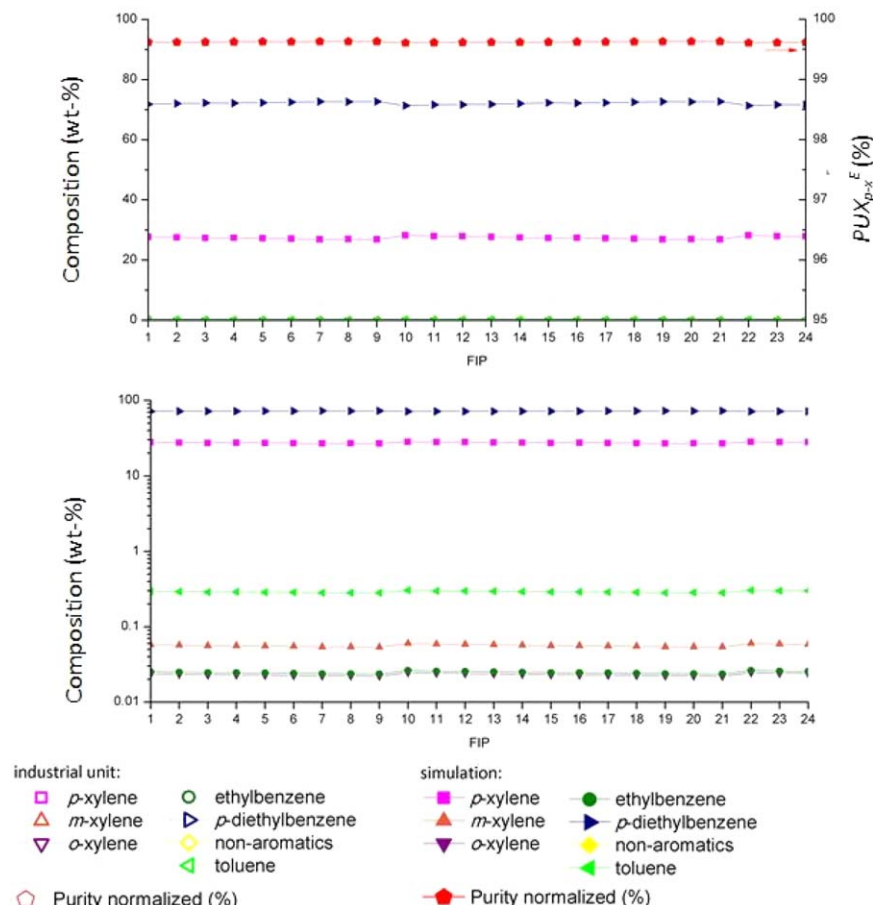 100
100
80
99
60
98
40
97
20
96
0
95
Composition (wt-%)
PUXp-x E (%)
1 2 3 4 5 6 7 8 9 10 11 12 13 14 15 16 17 18 19 20 21 22 23 24
FIP
100
10
1
0.1
0.01
Composition (wt-%)
1 2 3 4 5 6 7 8 9 10 11 12 13 14 15 16 17 18 19 20 21 22 23 24
FIP
industrial unit:
p-xylene
m-xylene
o-xylene
ethylbenzene
p-diethylbenzene
non-aromatics
toluene
Purity normalized (%)
simulation:
p-xylene
m-xylene
o-xylene
ethylbenzene
p-diethylbenzene
non-aromatics
toluene
Purity normalized (%)